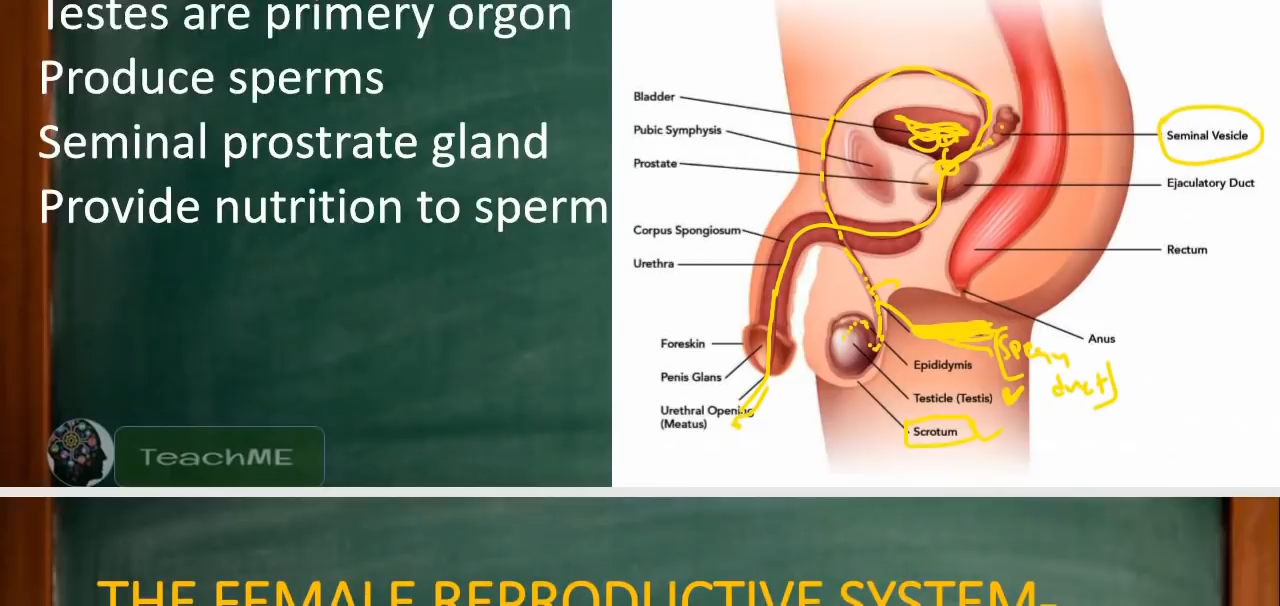 Testes are primery orgon
Produce sperms
Seminal prostrate gland
Provide nutrition to sperm
Bladder
Pubic Symphysis
Prostate
Corpus Spongiosum
Urethra
Foreskin
Penis Glans
Urethral Opening
(Meatus)
Seminal Vesicle
Ejaculatory Duct
Rectum
Anus
Epididymis
Testicle (Testis)
Scrotum
sperm
duct
TeachME
THE FEMALE REPRODUCTIVE SYSTEM-